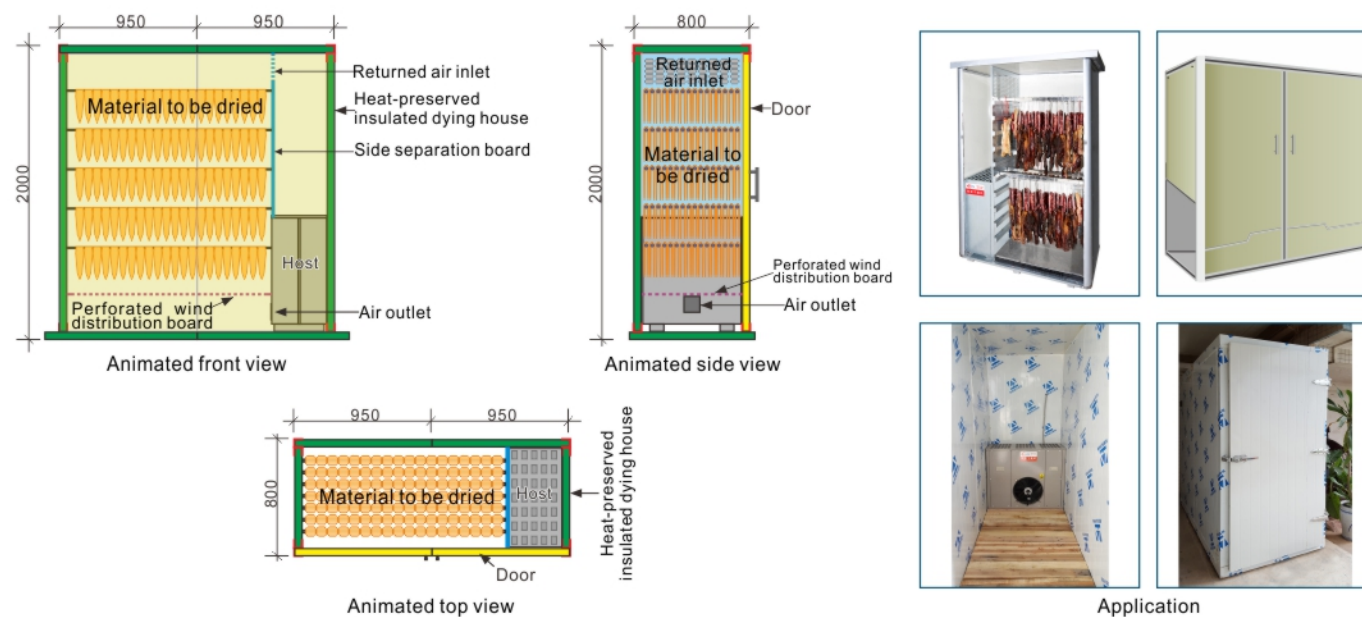 950
950
2000
Returned air inlet
Material to be dried
Heat-preserved
insulated dying house
Side separation board
Host
Perforated wind
distribution board
Air outlet
Animated front view
800
2000
Returned
air inlet
Door
Material to
be dried
Perforated wind
distribution board
Air outlet
Animated side view
950
950
800
Material to be dried
Host
Heat-preserved
insulated dying house
Door
Animated top view
Application